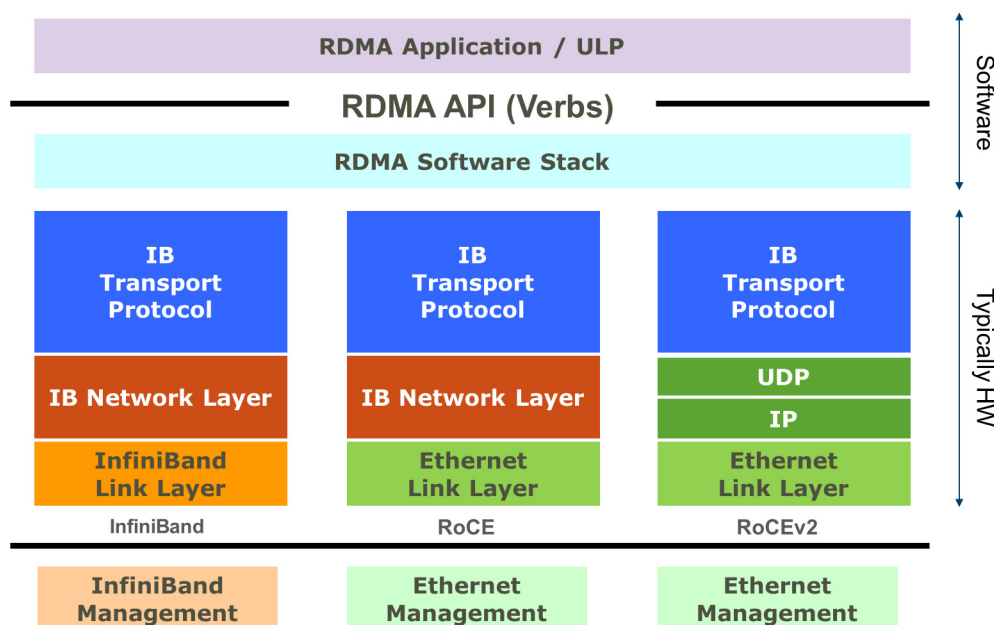 RDMA Application / ULP
RDMA API (Verbs)
RDMA Software Stack
Software
IB
Transport
Protocol
IB
Transport
Protocol
IB
Transport
Protocol
IB Network Layer
IB Network Layer
UDP
IP
InfiniBand
Link Layer
Ethernet
Link Layer
Ethernet
Link Layer
Typically HW
InfiniBand
RoCE
RoCEv2
InfiniBand
Management
Ethernet
Management
Ethernet
Management